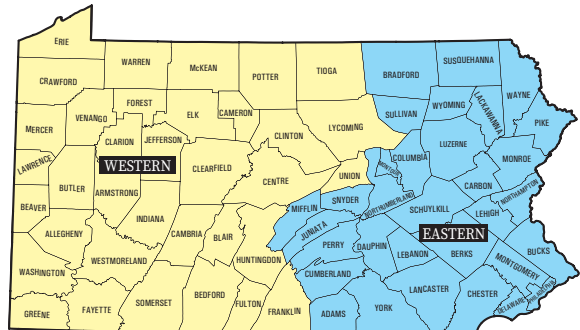 ERIE
WARREN
McKEAN
POTTER
TIOGA
BRADFORD
SUSQUEHANNA
WAYNE
CRAWFORD
FOREST
ELK
CAMERON
SULLIVAN
WYOMING
LACKAWANNA
PIKE
MERCER
VENANGO
CLARION
JEFFERSON
CLINTON
LYCOMING
LUZERNE
MONROE
LAWRENCE
WESTERN
CLEARFIELD
CENTRE
UNION
MONTOUR
COLUMBIA
CARBON
NORTHAMPTON
BUTLER
ARMSTRONG
SNYDER
NORTHUMBERLAND
SCHUYLKILL
LEHIGH
BEAVER
INDIANA
MIFFLIN
JUNIATA
EASTERN
ALLEGHENY
CAMBRIA
BLAIR
HUNTINGDON
PERRY
DAUPHIN
LEBANON
BERKS
BUCKS
MONTGOMERY
WASHINGTON
WESTMORELAND
CUMBERLAND
LANCASTER
CHESTER
DELAWARE
PHILADELPHIA
GREENE
FAYETTE
SOMERSET
BEDFORD
FULTON
FRANKLIN
ADAMS
YORK